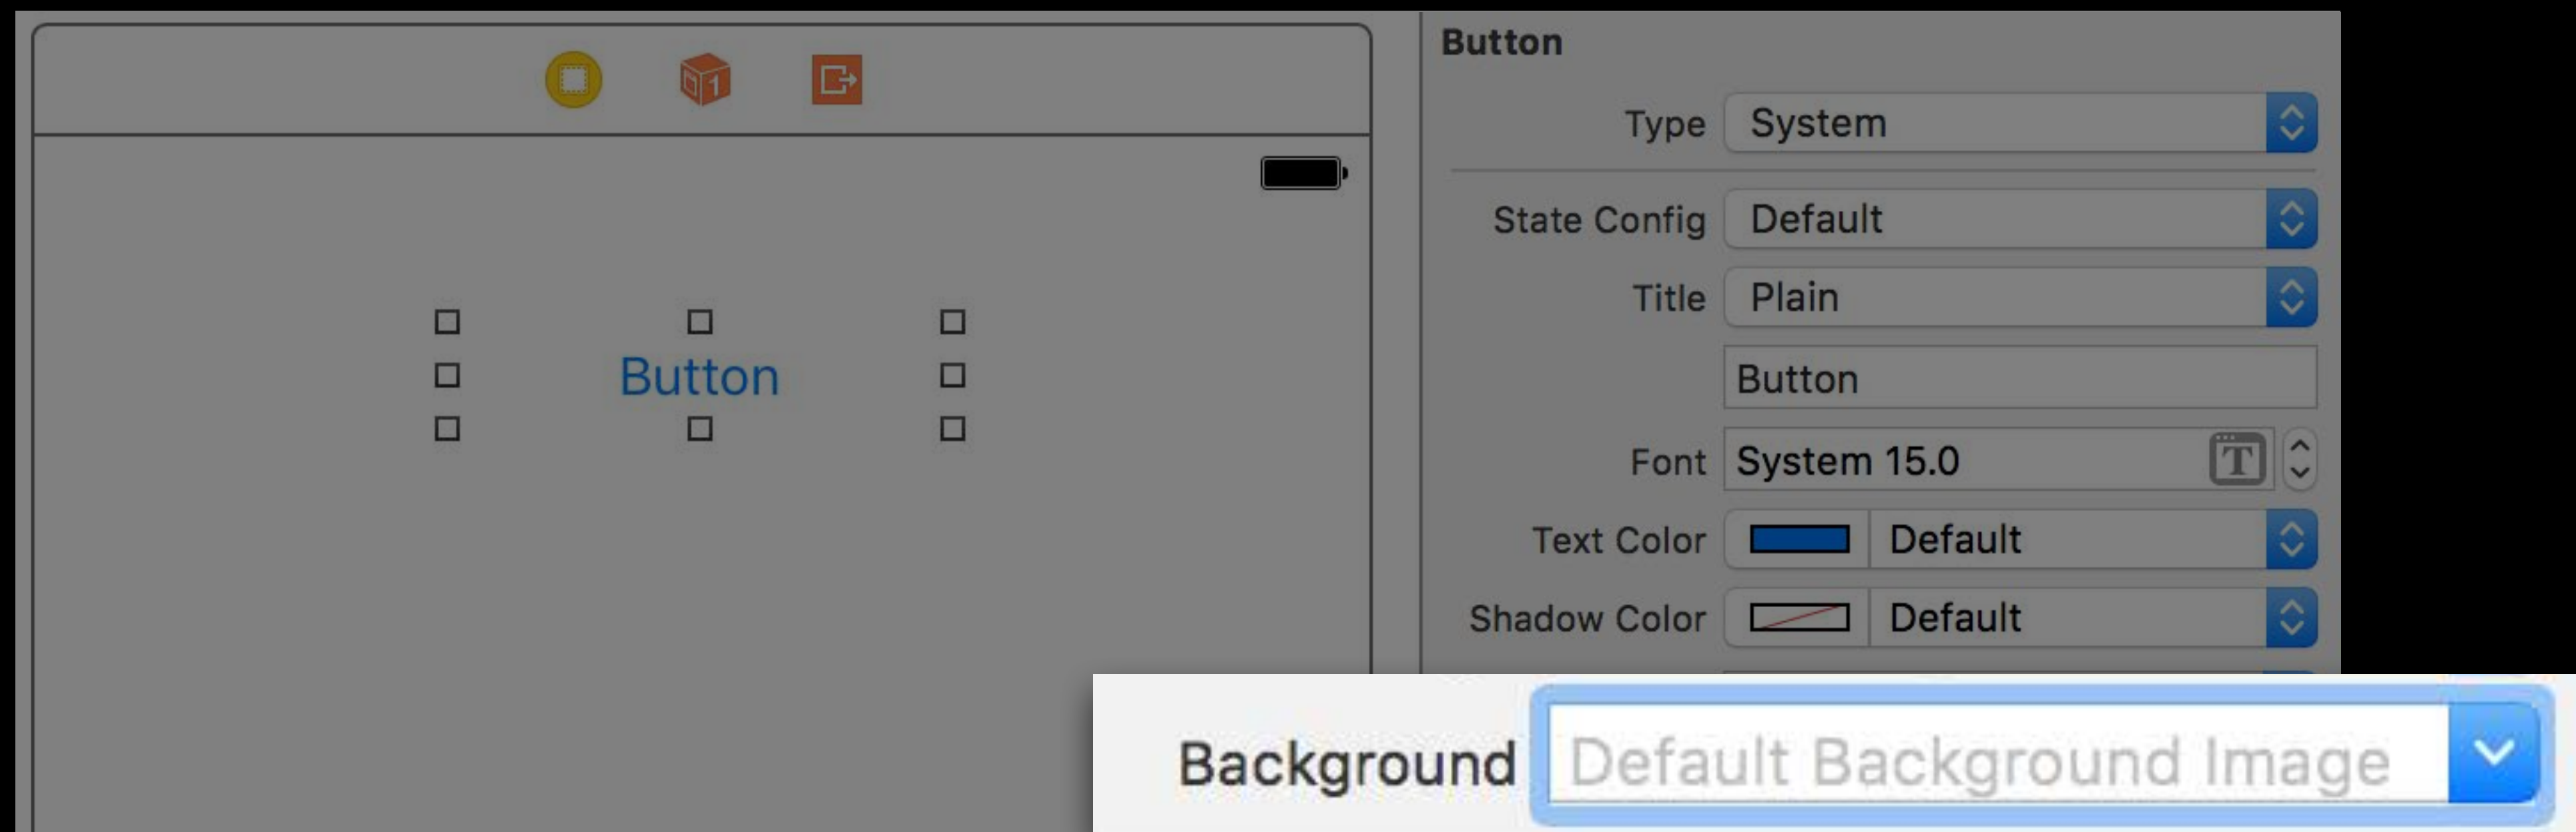 1
Button
Button
Type System
State Config Default
Title Plain
Button
Font System 15.0 T
Text Color Default
Shadow Color Default
Background Default Background Image